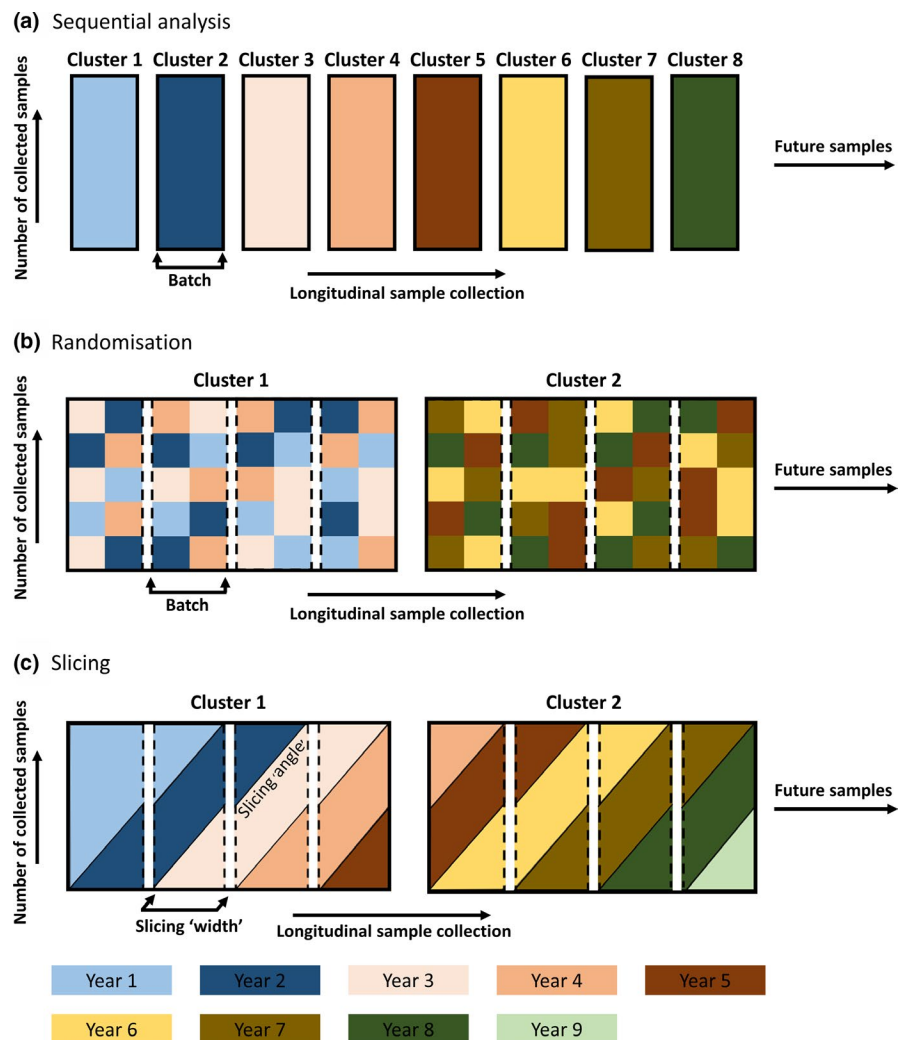 (a) Sequential analysis
Cluster 1 Cluster 2 Cluster 3 Cluster 4 Cluster 5 Cluster 6 Cluster 7 Cluster 8
Number of collected samples
Future samples
Batch
Longitudinal sample collection
(b) Randomisation
Cluster 1 Cluster 2
Number of collected samples
Future samples
Batch
Longitudinal sample collection
(c) Slicing
Cluster 1 Cluster 2
Number of collected samples
Slicing 'angle'
Future samples
Slicing 'width'
Longitudinal sample collection
Year 1 Year 2 Year 3 Year 4 Year 5
Year 6 Year 7 Year 8 Year 9